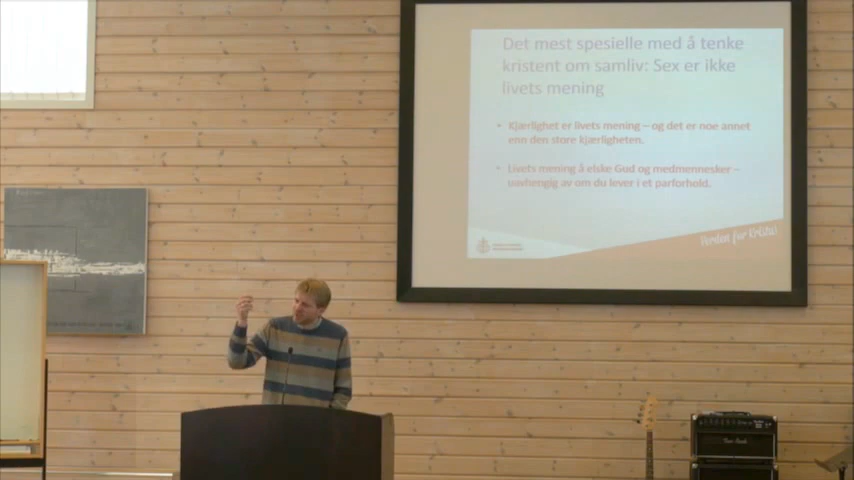 Det mest spesielle med å tenke
kristent om samliv: Sex er ikke
livets mening
• Kjærlighet er livets mening – og det er noe annet
enn den store kjærligheten.
• Livets mening å elske Gud og medmennesker –
uavhengig av om du lever i et parforhold.
Verden for Kristus!